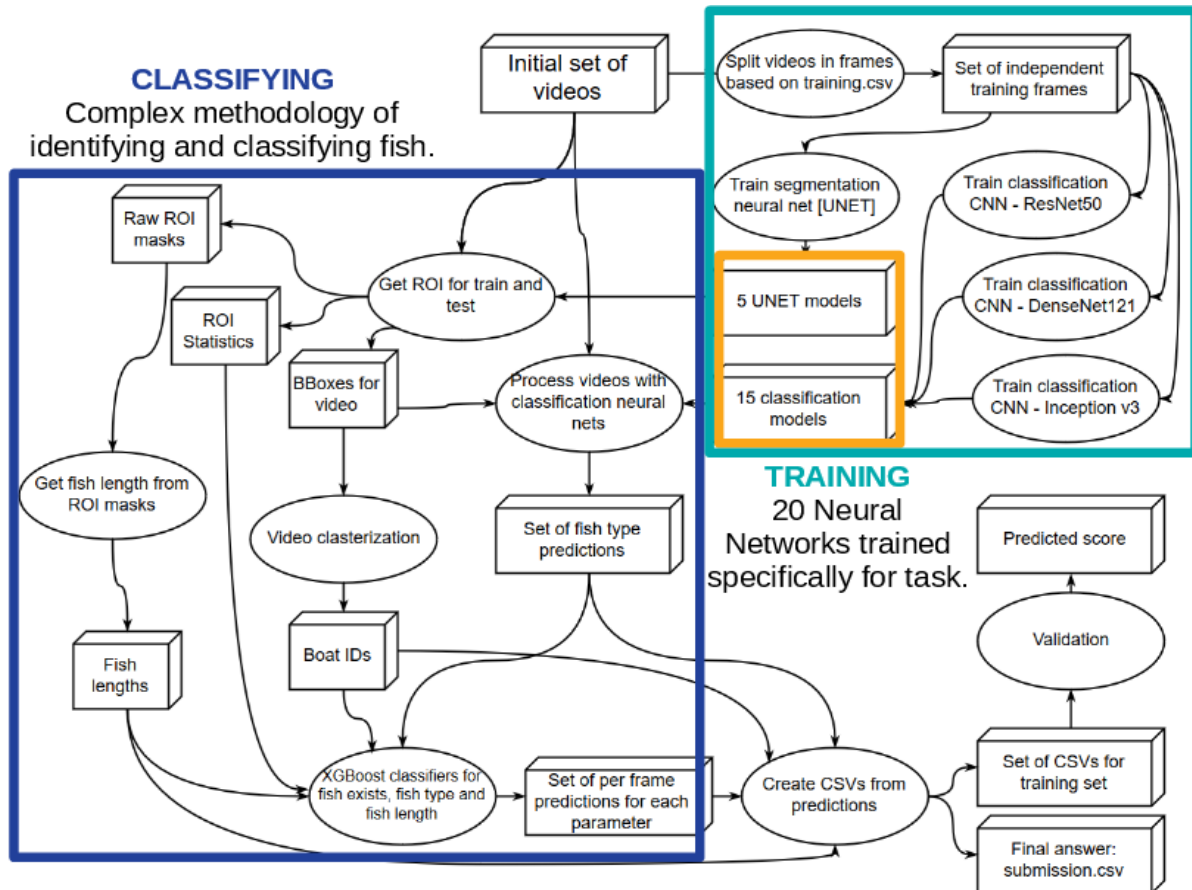 CLASSIFYING
Complex methodology of
identifying and classifying fish.
Initial set of
videos
Split videos in frames
based on training.csv
Set of independent
training frames
Train segmentation
neural net [UNET]
Train classification
CNN - ResNet50
Raw ROI
masks
Get ROI for train and
test
5 UNET models
Train classification
CNN - DenseNet121
ROI
Statistics
BBoxes for
video
Process videos with
classification neural
nets
15 classification
models
Train classification
CNN - Inception v3
TRAINING
20 Neural
Networks trained
specifically for task.
Get fish length from
ROI masks
Video clasterization
Set of fish type
predictions
Predicted score
Validation
Fish
lengths
Boat IDs
XGBoost classifiers for
fish exists, fish type and
fish length
Set of per frame
predictions for each
parameter
Create CSVs from
predictions
Set of CSVs for
training set
Final answer:
submission.csv